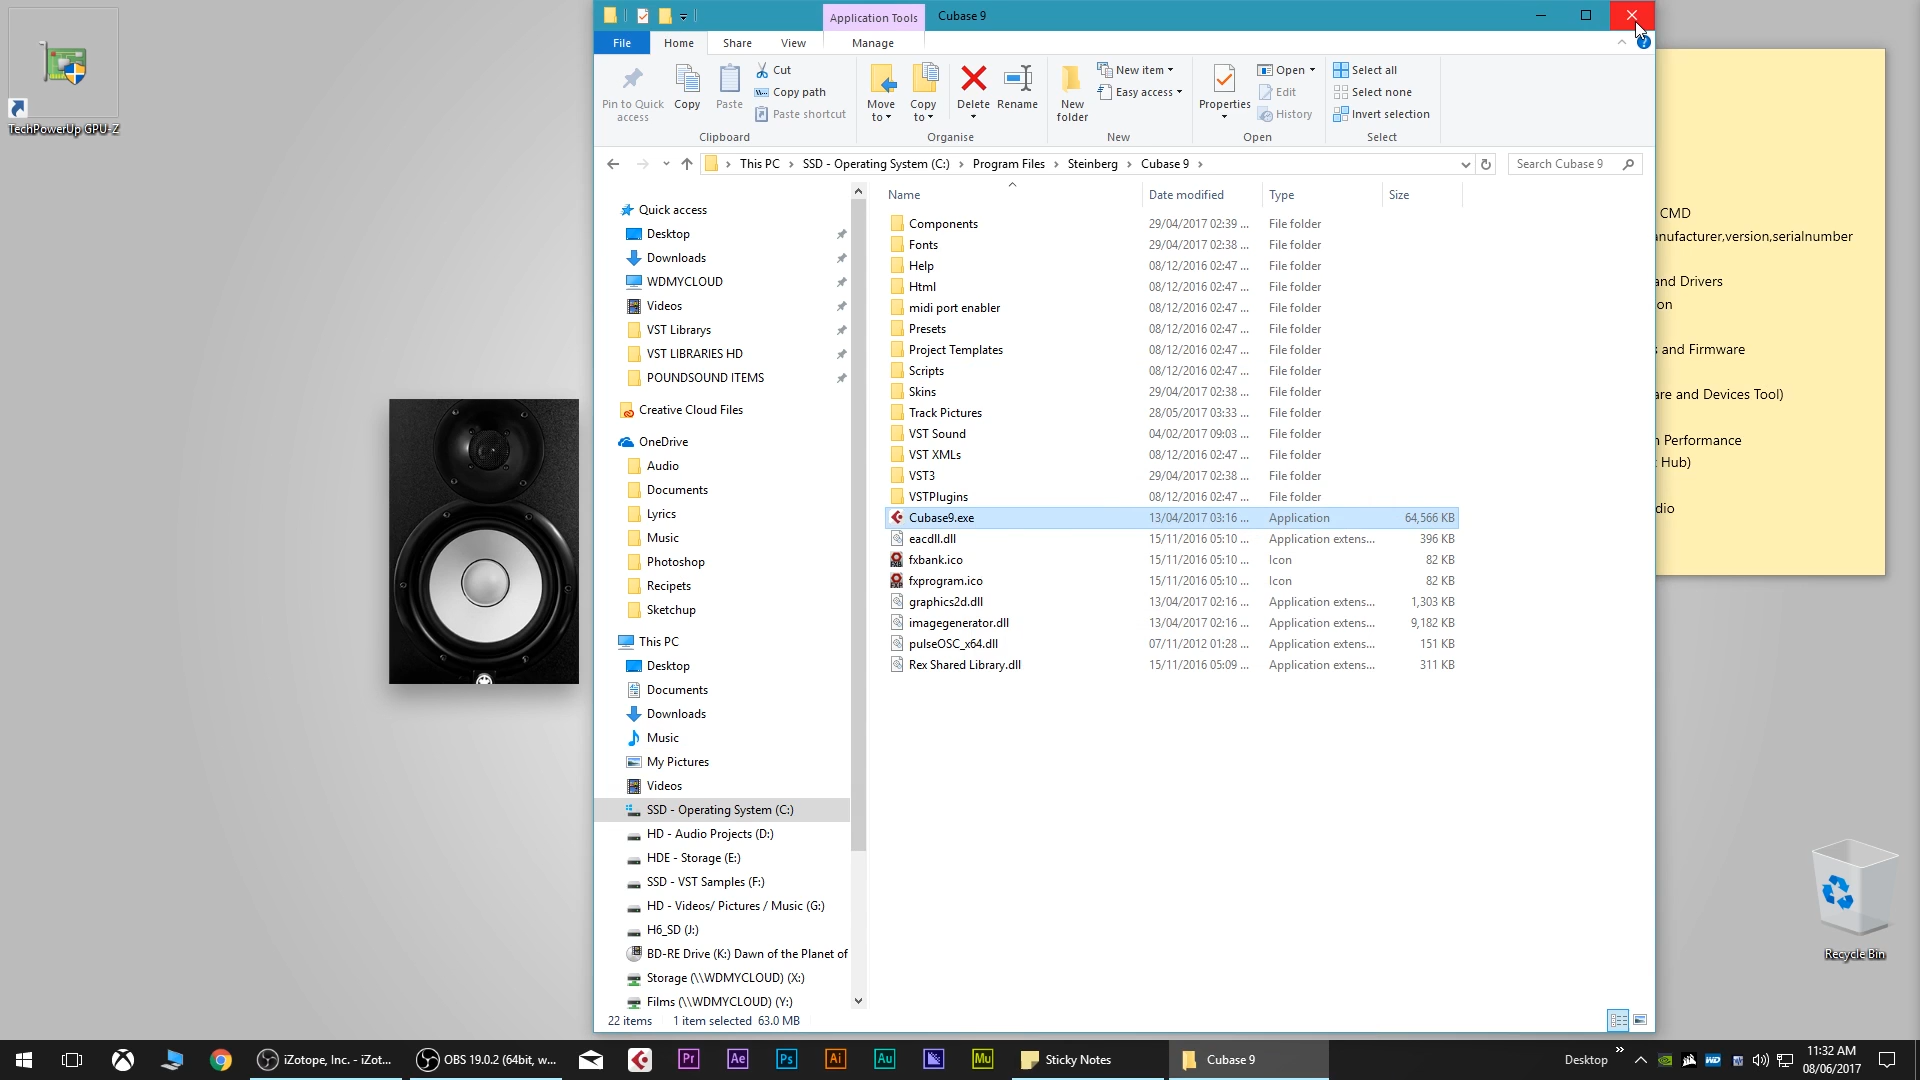 TechPowerUp GPU-Z
Application Tools
Cubase 9
File
Home
Share
View
Manage
Pin to Quick access
Copy
Paste
Cut
Copy path
Paste shortcut
Clipboard
Move to
Copy to
Delete
Rename
Organise
New folder
New item
Easy access
New
Properties
Open
Edit
History
Open
Select all
Select none
Invert selection
Select
This PC > SSD - Operating System (C:) > Program Files > Steinberg > Cubase 9 >
Search Cubase 9
Quick access
Desktop
Downloads
WDMYCLOUD
Videos
VST Librarys
VST LIBRARIES HD
POUNDSOUND ITEMS
Creative Cloud Files
OneDrive
Audio
Documents
Lyrics
Music
Photoshop
Recipets
Sketchup
This PC
Desktop
Documents
Downloads
Music
My Pictures
Videos
SSD - Operating System (C:)
HD - Audio Projects (D:)
HDE - Storage (E:)
SSD - VST Samples (F:)
HD - Videos/ Pictures / Music (G:)
H6_SD (J:)
BD-RE Drive (K:) Dawn of the Planet of
Storage (\\WDMYCLOUD) (X:)
Films (\\WDMYCLOUD) (Y:)
Name Date modified Type Size
Components 29/04/2017 02:39 ... File folder
Fonts 29/04/2017 02:38 ... File folder
Help 08/12/2016 02:47 ... File folder
Html 08/12/2016 02:47 ... File folder
midi port enabler 08/12/2016 02:47 ... File folder
Presets 08/12/2016 02:47 ... File folder
Project Templates 08/12/2016 02:47 ... File folder
Scripts 08/12/2016 02:47 ... File folder
Skins 29/04/2017 02:38 ... File folder
Track Pictures 28/05/2017 03:33 ... File folder
VST Sound 04/02/2017 09:03 ... File folder
VST XMLs 08/12/2016 02:47 ... File folder
VST3 29/04/2017 02:38 ... File folder
VSTPlugins 08/12/2016 02:47 ... File folder
Cubase9.exe 13/04/2017 03:16 ... Application 64,566 KB
eacdll.dll 15/11/2016 05:10 ... Application extens... 396 KB
fxbank.ico 15/11/2016 05:10 ... Icon 82 KB
fxprogram.ico 15/11/2016 05:10 ... Icon 82 KB
graphics2d.dll 13/04/2017 02:16 ... Application extens... 1,303 KB
imagegenerator.dll 13/04/2017 02:16 ... Application extens... 9,182 KB
pulseOSC_x64.dll 07/11/2012 01:28 ... Application extens... 151 KB
Rex Shared Library.dll 15/11/2016 05:09 ... Application extens... 311 KB
22 items 1 item selected 63.0 MB
CMD
anufacturer,version,serialnumber
and Drivers
on
and Firmware
re and Devices Tool)
Performance
Hub)
dio
Recycle Bin
iZotope, Inc. - iZot...
OBS 19.0.2 (64bit, w...
Pr
Ae
Ps
Ai
Au
Mu
Sticky Notes
Cubase 9
Desktop
WD
11:32 AM
08/06/2017